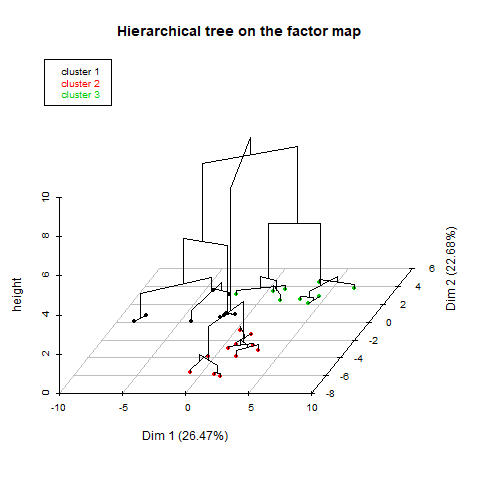 Hierarchical tree on the factor map
cluster 1
cluster 2
cluster 3
10
8
6
4
2
0
height
-10
-5
0
5
10
Dim 1 (26.47%)
6
4
2
0
-2
-4
-6
-8
Dim 2 (22.68%)